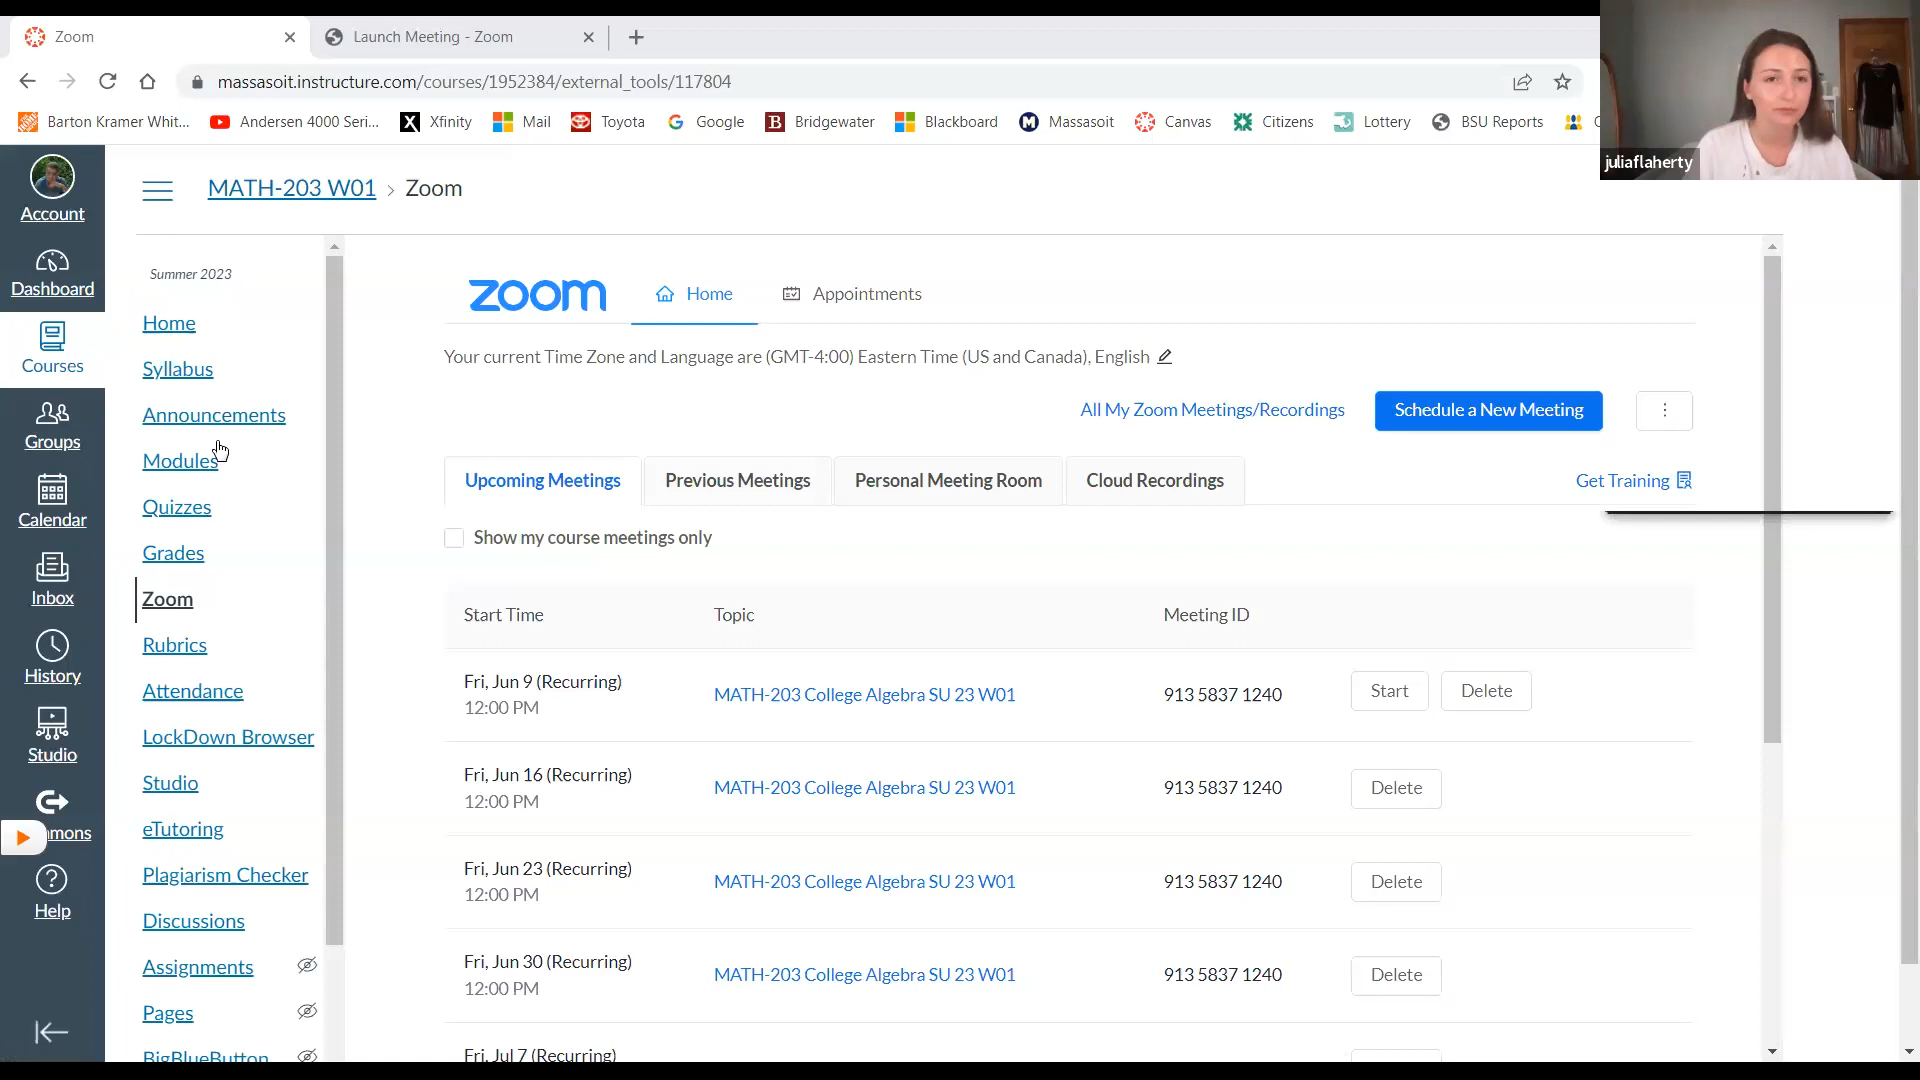 Zoom
Launch Meeting - Zoom
massasoit.instructure.com/courses/1952384/external_tools/117804
Barton Kramer Whit...
Andersen 4000 Seri...
Xfinity
Mail
Toyota
Google
Bridgewater
Blackboard
Massasoit
Canvas
Citizens
Lottery
BSU Reports
juliaflaherty
Account
Dashboard
Courses
Groups
Calendar
Inbox
History
Studio
mmons
Help
MATH-203 W01 > Zoom
Summer 2023
Home
Syllabus
Announcements
Modules
Quizzes
Grades
Zoom
Rubrics
Attendance
LockDown Browser
Studio
eTutoring
Plagiarism Checker
Discussions
Assignments
Pages
BigBlueButton
zoom
Home
Appointments
Your current Time Zone and Language are (GMT-4:00) Eastern Time (US and Canada), English
All My Zoom Meetings/Recordings
Schedule a New Meeting
Upcoming Meetings
Previous Meetings
Personal Meeting Room
Cloud Recordings
Get Training
Show my course meetings only
Start Time Topic Meeting ID
Fri, Jun 9 (Recurring)
12:00 PM
MATH-203 College Algebra SU 23 W01
913 5837 1240
Start
Delete
Fri, Jun 16 (Recurring)
12:00 PM
MATH-203 College Algebra SU 23 W01
913 5837 1240
Delete
Fri, Jun 23 (Recurring)
12:00 PM
MATH-203 College Algebra SU 23 W01
913 5837 1240
Delete
Fri, Jun 30 (Recurring)
12:00 PM
MATH-203 College Algebra SU 23 W01
913 5837 1240
Delete
Fri, Jul 7 (Recurring)